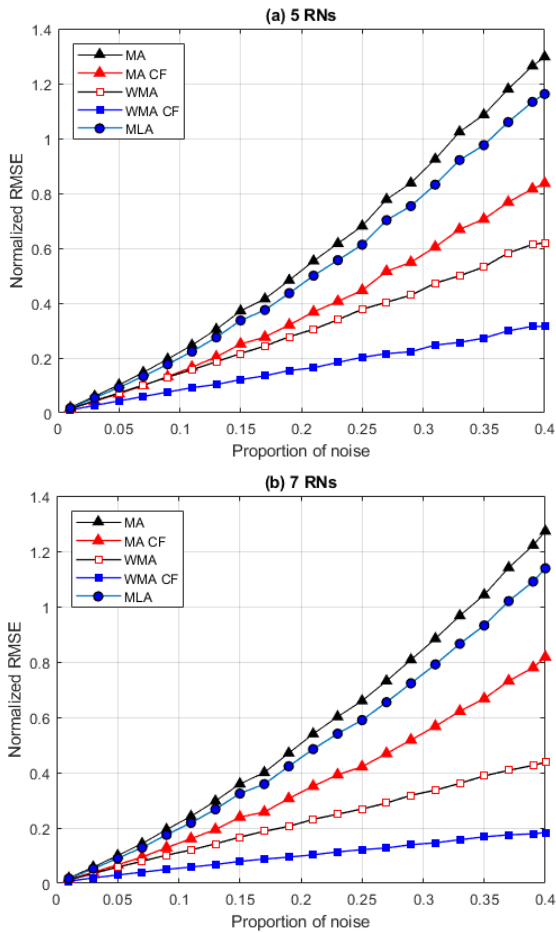 (a) 5 RNs
1.4
1.2
1
0.8
0.6
0.4
0.2
0
Normalized RMSE
MA
MA CF
WMA
WMA CF
MLA
0 0.05 0.1 0.15 0.2 0.25 0.3 0.35 0.4
Proportion of noise
(b) 7 RNs
1.4
1.2
1
0.8
0.6
0.4
0.2
0
Normalized RMSE
MA
MA CF
WMA
WMA CF
MLA
0 0.05 0.1 0.15 0.2 0.25 0.3 0.35 0.4
Proportion of noise